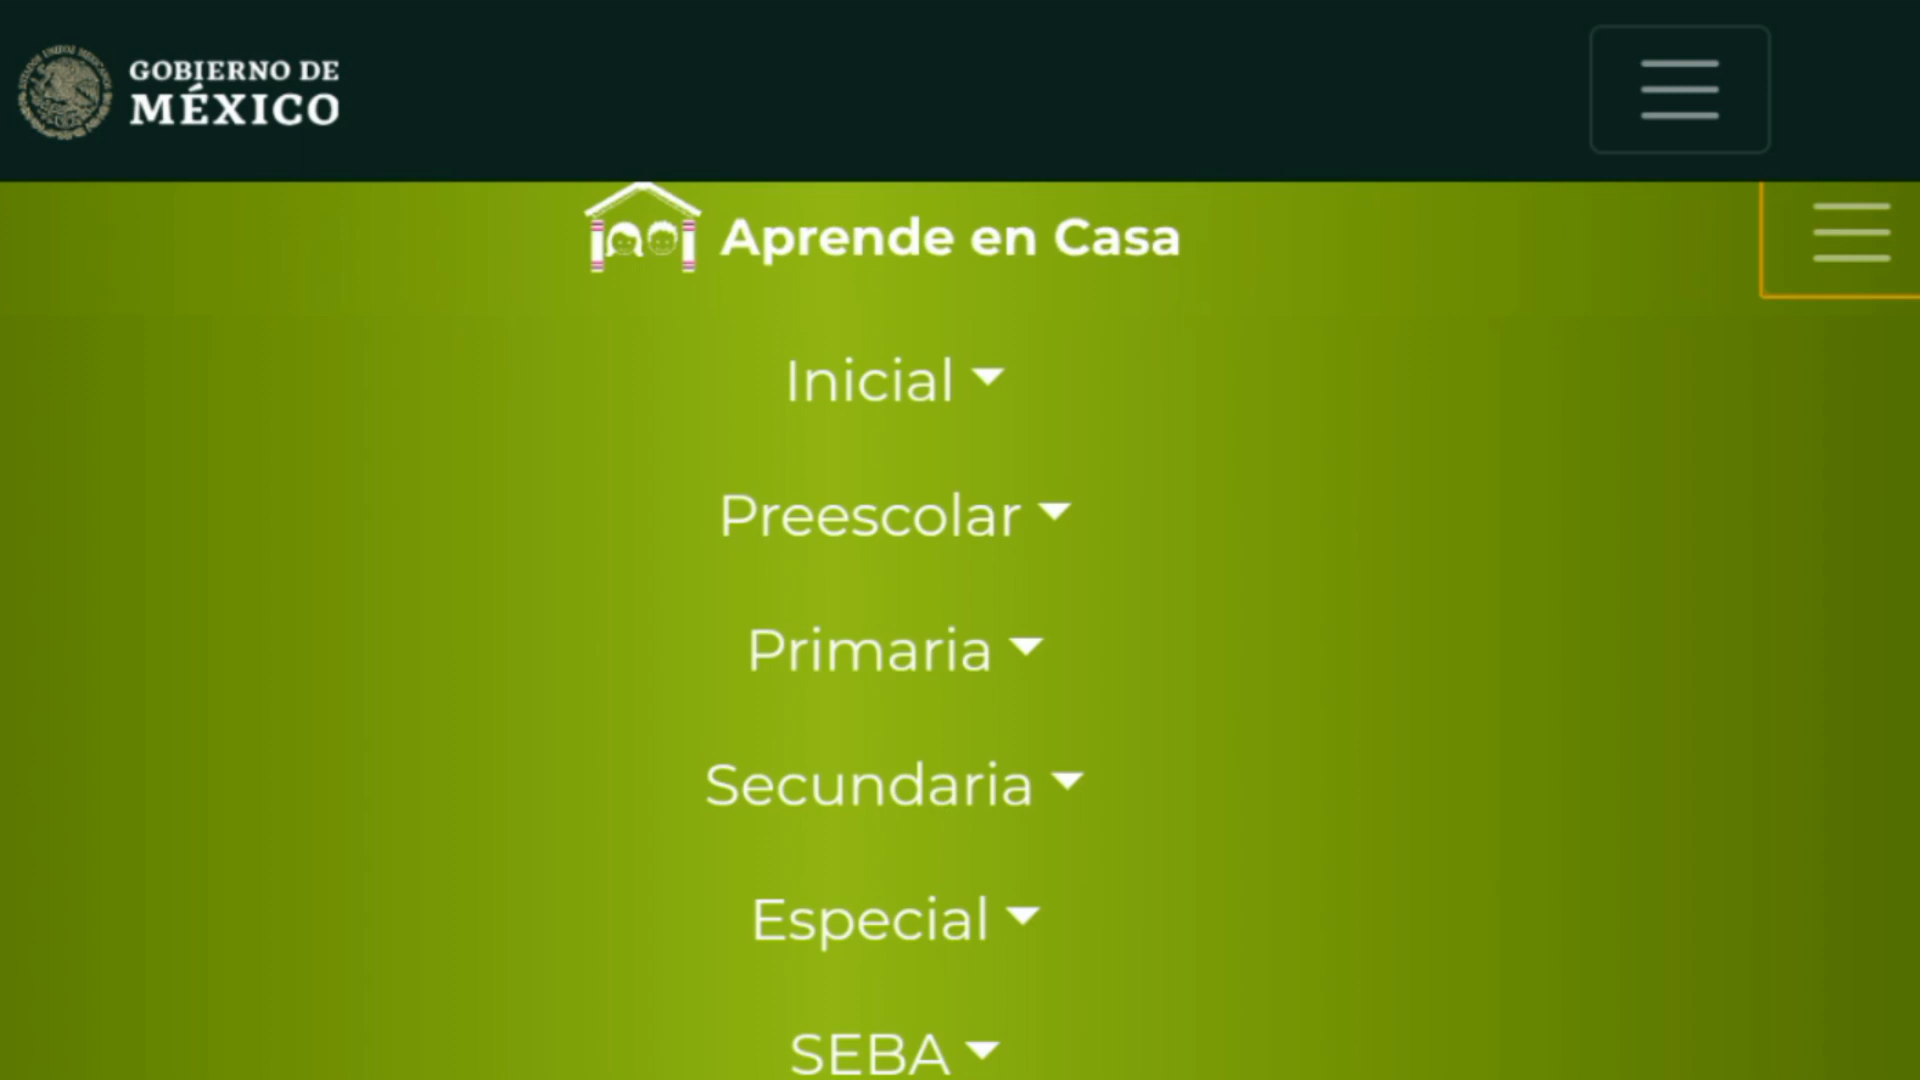 GOBIERNO DE
MÉXICO
Aprende en Casa
Inicial
Preescolar
Primaria
Secundaria
Especial
SEBA